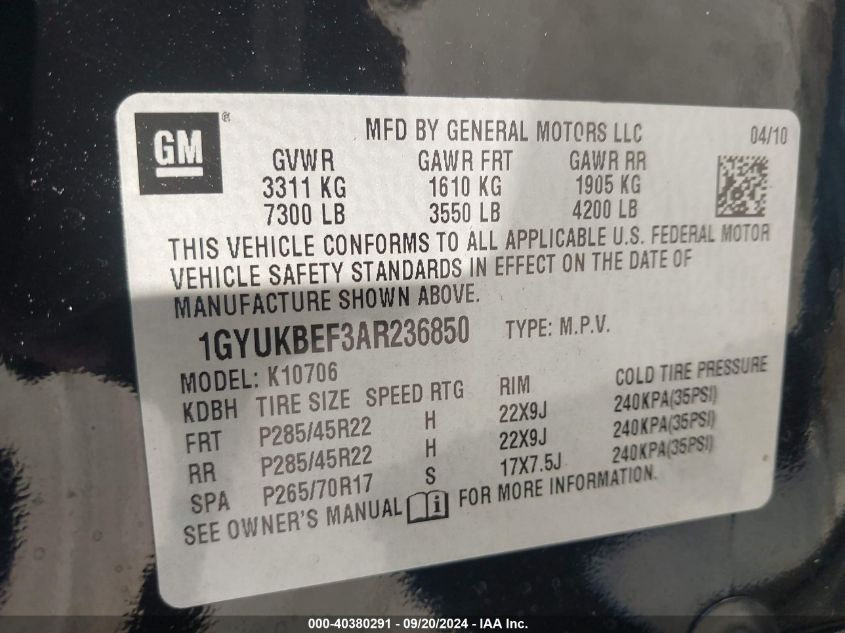 GM ®
MFD BY GENERAL MOTORS LLC 04/10
GVWR GAWR FRT GAWR RR
3311 KG 1610 KG 1905 KG
7300 LB 3550 LB 4200 LB
THIS VEHICLE CONFORMS TO ALL APPLICABLE U.S. FEDERAL MOTOR
VEHICLE SAFETY STANDARDS IN EFFECT ON THE DATE OF
MANUFACTURE SHOWN ABOVE.
1GYUKBEF3AR236850 TYPE: M.P.V.
MODEL: K10706
KDBH TIRE SIZE SPEED RTG RIM COLD TIRE PRESSURE
FRT P285/45R22 H 22X9J 240KPA(35PSI)
RR P285/45R22 H 22X9J 240KPA(35PSI)
SPA P265/70R17 S 17X7.5J 240KPA(35PSI)
SEE OWNER'S MANUAL i FOR MORE INFORMATION.
000-40380291 - 09/20/2024 - IAA Inc.